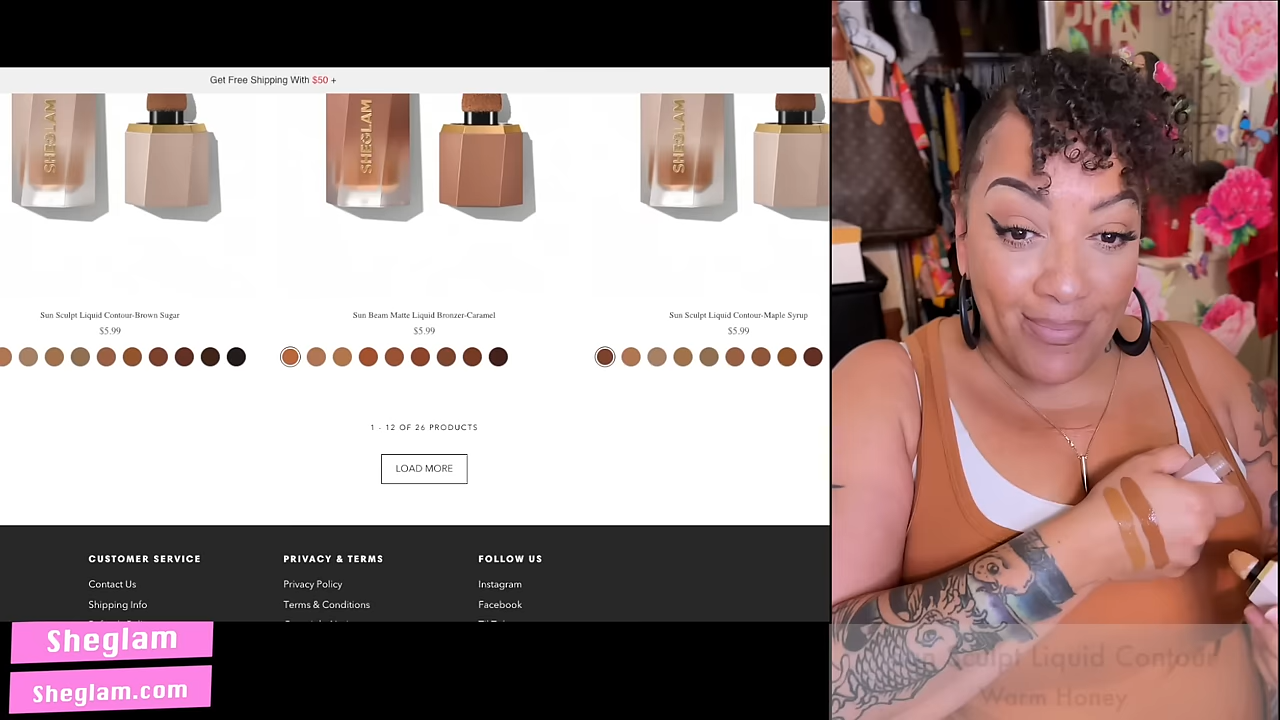 Get Free Shipping With $50 +
SHEGLAM
SHEGLAM
SHEGLAM
Sun Sculpt Liquid Contour-Brown Sugar
$5.99
Sun Beam Matte Liquid Bronzer-Caramel
$5.99
Sun Sculpt Liquid Contour-Maple Syrup
$5.99
1 - 12 OF 26 PRODUCTS
LOAD MORE
CUSTOMER SERVICE
Contact Us
Shipping Info
PRIVACY & TERMS
Privacy Policy
Terms & Conditions
FOLLOW US
Instagram
Facebook
Sheglam
Sheglam.com
Sculpt Liquid Contour
Warm Honey